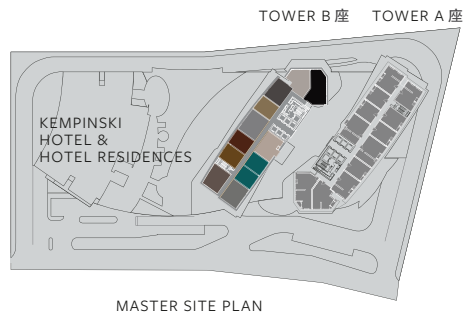 TOWER B 座 TOWER A 座
KEMPINSKI
HOTEL &
HOTEL RESIDENCES
MASTER SITE PLAN